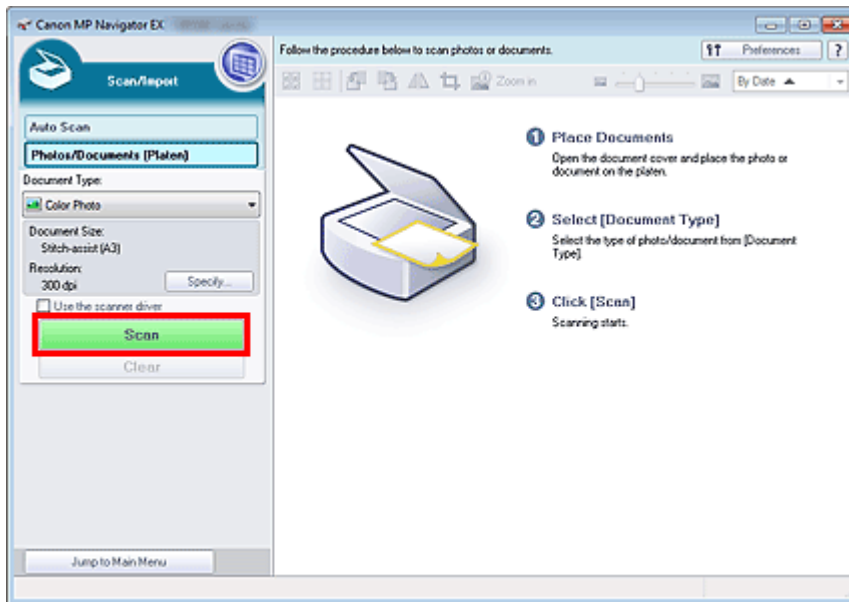 Canon MP Navigator EX
Scan/Import
Auto Scan
Photos/Documents (Platen)
Document Type:
Color Photo
Document Size:
Stitch-assist (A3)
Resolution:
300 dpi
Specify...
Use the scanner driver
Scan
Clear
Jump to Main Menu
Follow the procedure below to scan photos or documents.
Preferences
?
Zoom in
By Date
1 Place Documents
Open the document cover and place the photo or
document on the platen.
2 Select [Document Type]
Select the type of photo/document from [Document
Type].
3 Click [Scan]
Scanning starts.